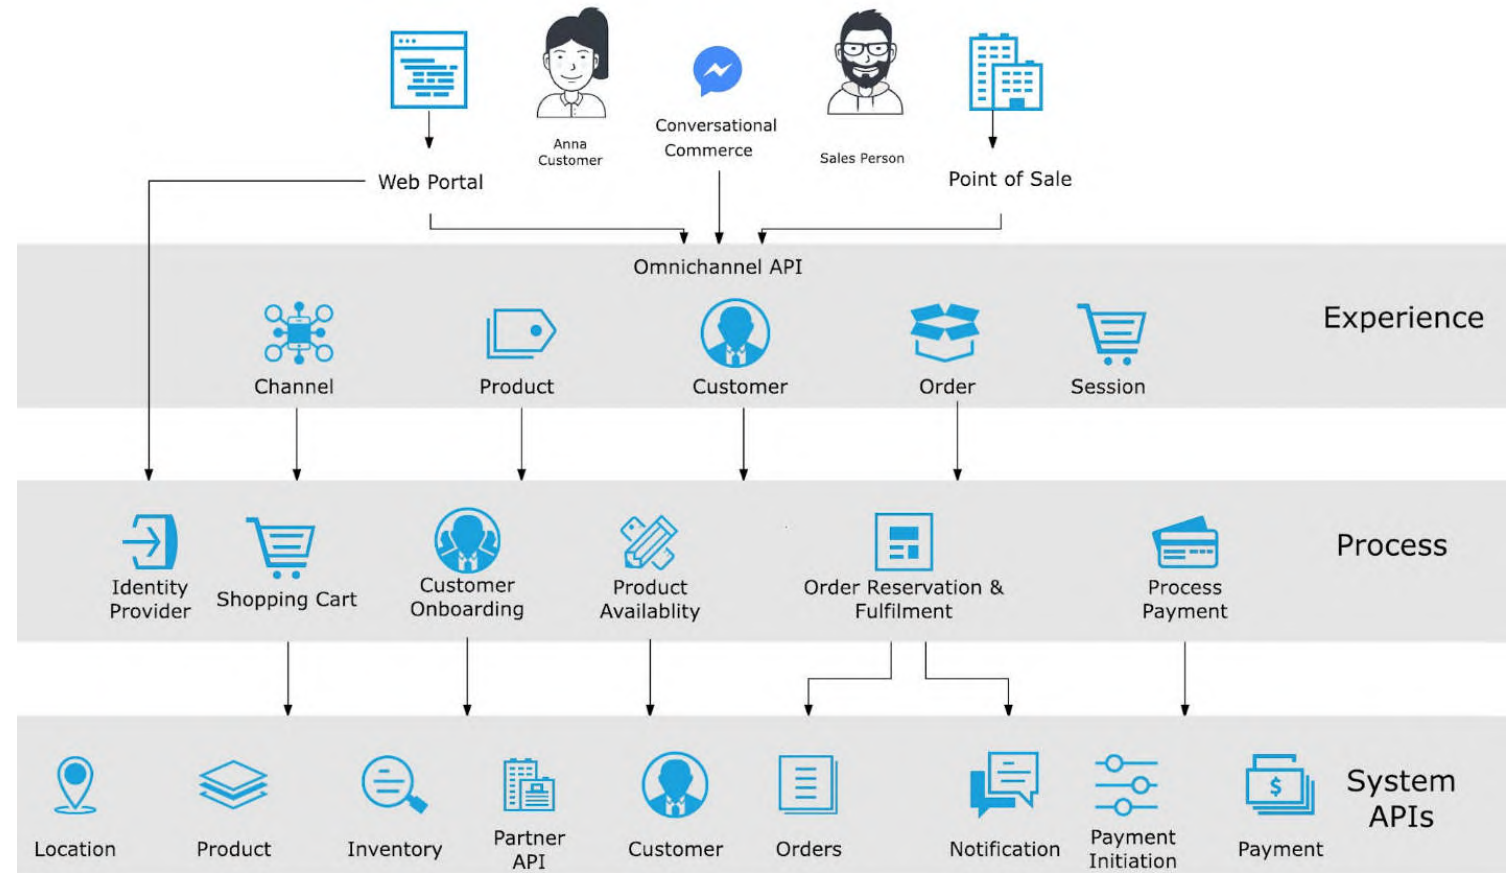 Anna
Customer
Conversational
Commerce
Sales Person
Web Portal
Point of Sale
Omnichannel API
Experience
Channel
Product
Customer
Order
Session
Process
Identity
Provider
Shopping Cart
Customer
Onboarding
Product
Availablity
Order Reservation &
Fulfilment
Process
Payment
System
APIs
Location
Product
Inventory
Partner
API
Customer
Orders
Notification
Payment
Initiation
$
Payment